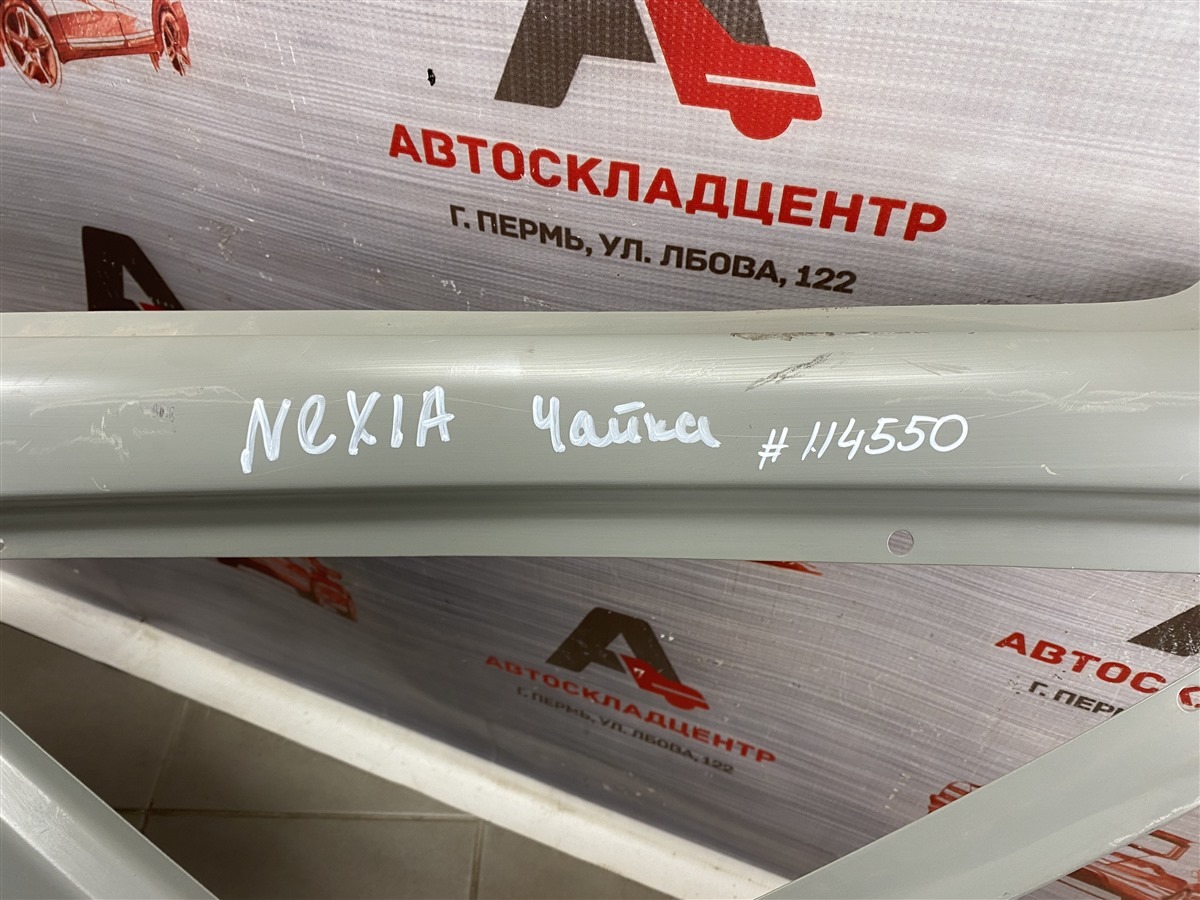 АВТОСКЛАДЦЕНТР
Г. ПЕРМЬ, УЛ. ЛБОВА, 122
NeXIA Чайка #114550
АВТОСКЛАДЦЕНТР
Г. ПЕРМЬ, УЛ. ЛБОВА, 122
АВТОС
Г. ПЕР